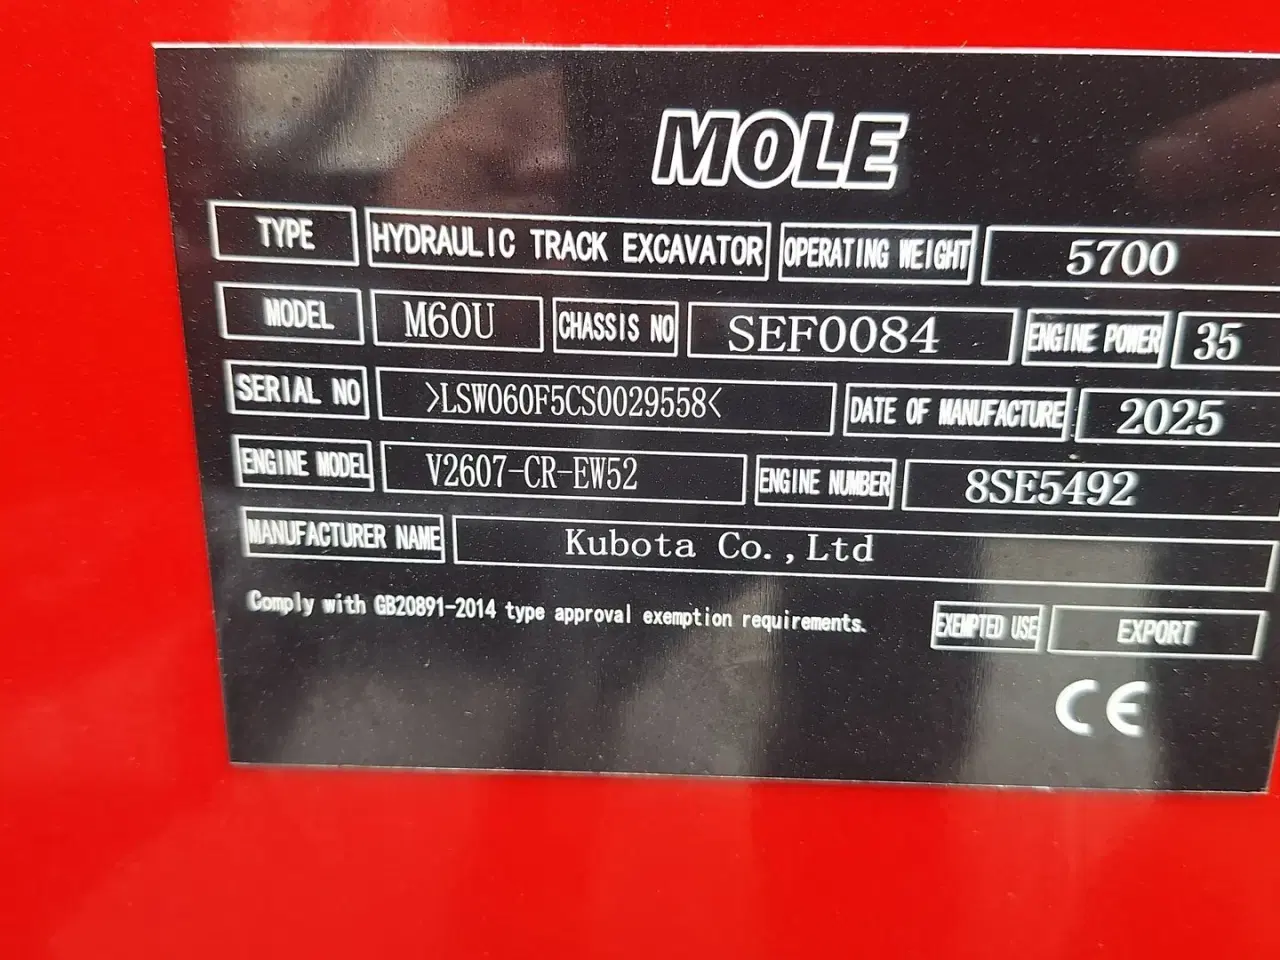 MOLE
TYPE HYDRAULIC TRACK EXCAVATOR OPERATING WEIGHT 5700
MODEL M60U CHASSIS NO SEF0084 ENGINE POWER 35
SERIAL NO >LSW060F5CS0029558< DATE OF MANUFACTURE 2025
ENGINE MODEL V2607-CR-EW52 ENGINE NUMBER 8SE5492
MANUFACTURER NAME Kubota Co.,Ltd
Comply with GB20891-2014 type approval exemption requirements. EXEMPTED USE EXPORT
CE